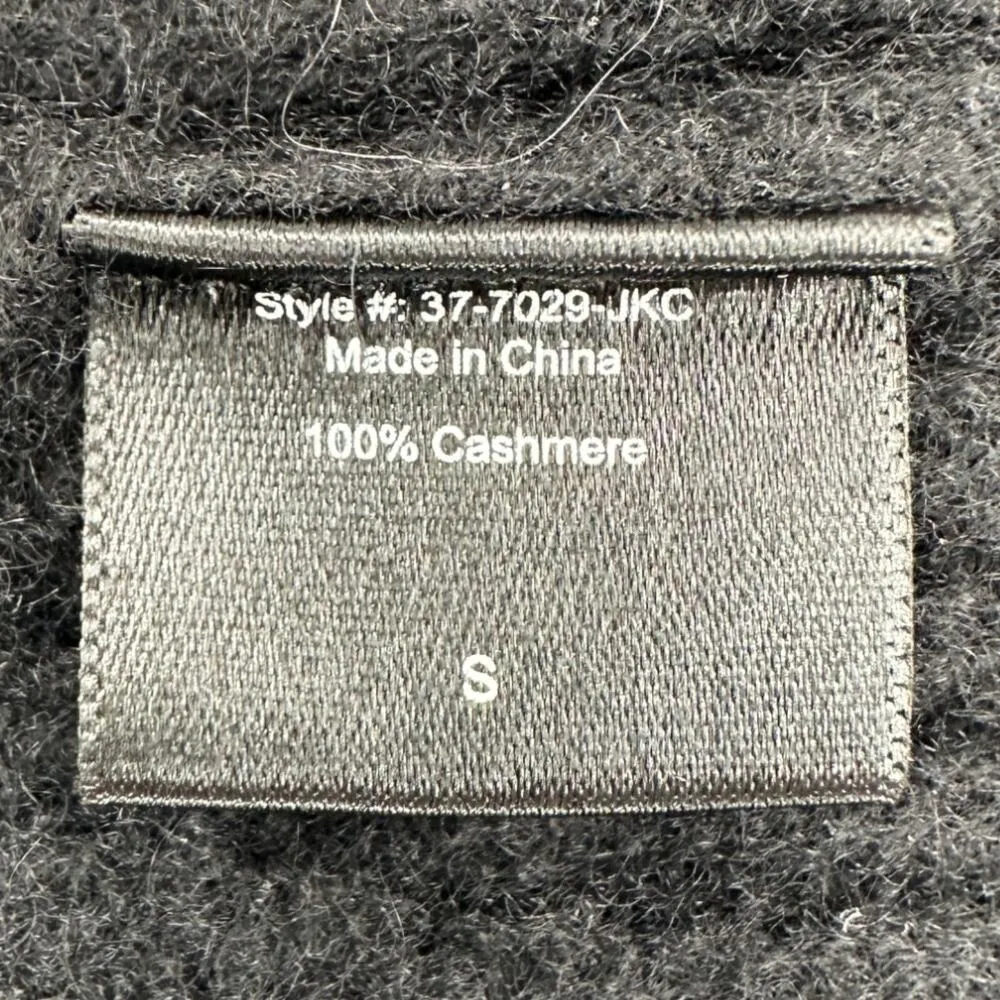 Style #: 37-7029-JKC
Made in China
100% Cashmere
S